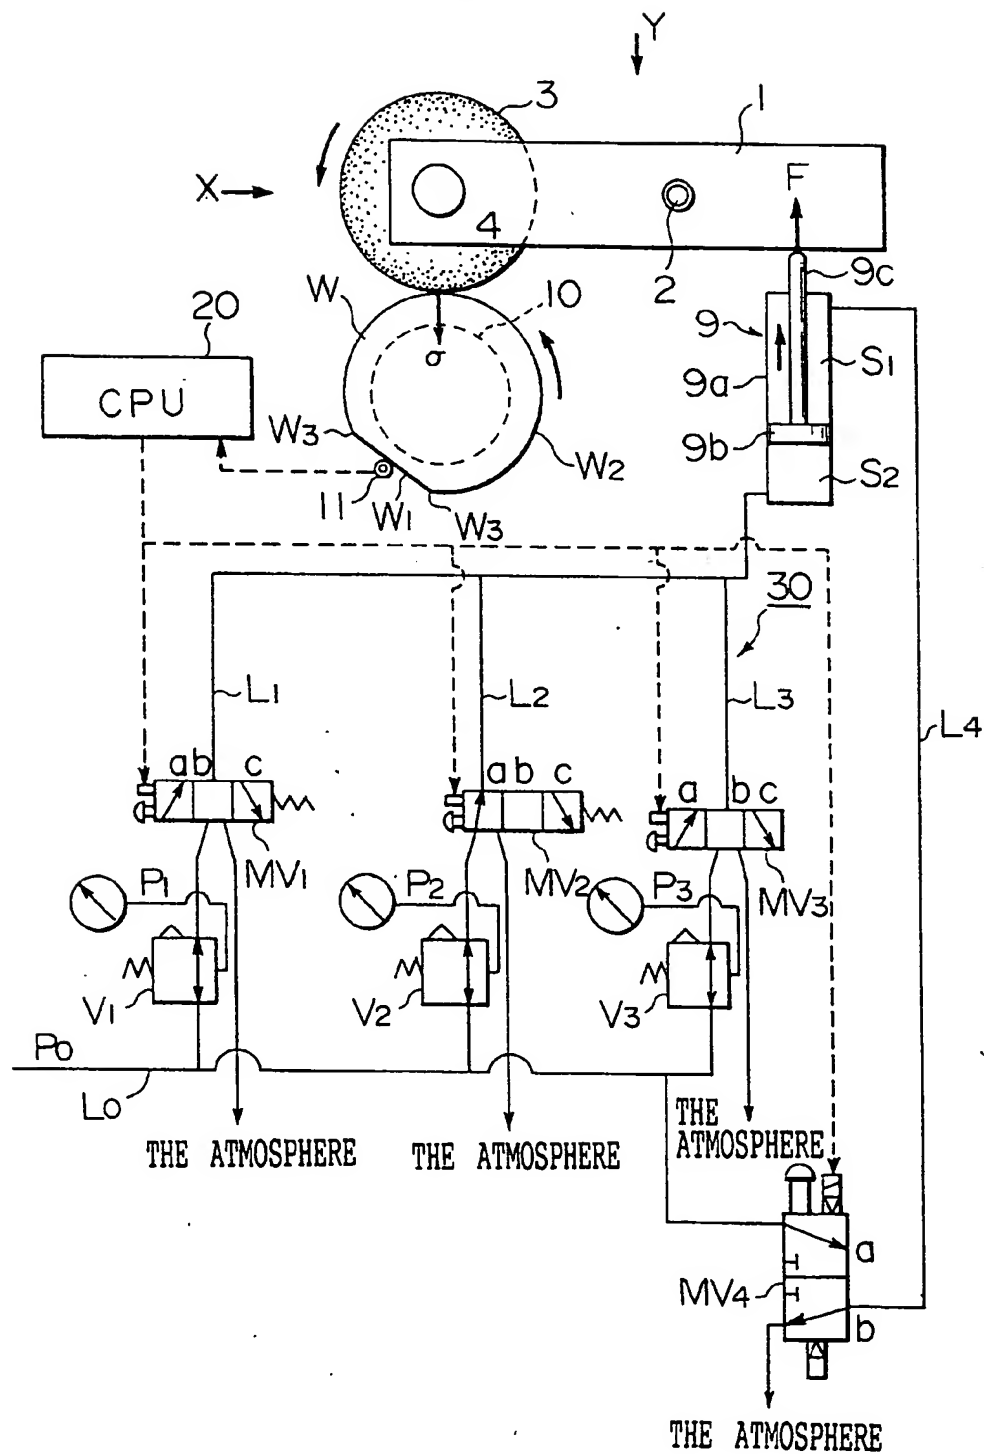 Y
3
1
X
F
4
2
9c
W
10
20
9
σ
S1
CPU
9a
W3
9b
W2
S2
11
W1
W3
30
L1
L2
L3
L4
a b c
a b c
a b c
MV1
MV2
MV3
P1
P2
P3
V1
V2
V3
P0
L0
THE ATMOSPHERE
THE ATMOSPHERE
THE
ATMOSPHERE
a
MV4
b
THE ATMOSPHERE